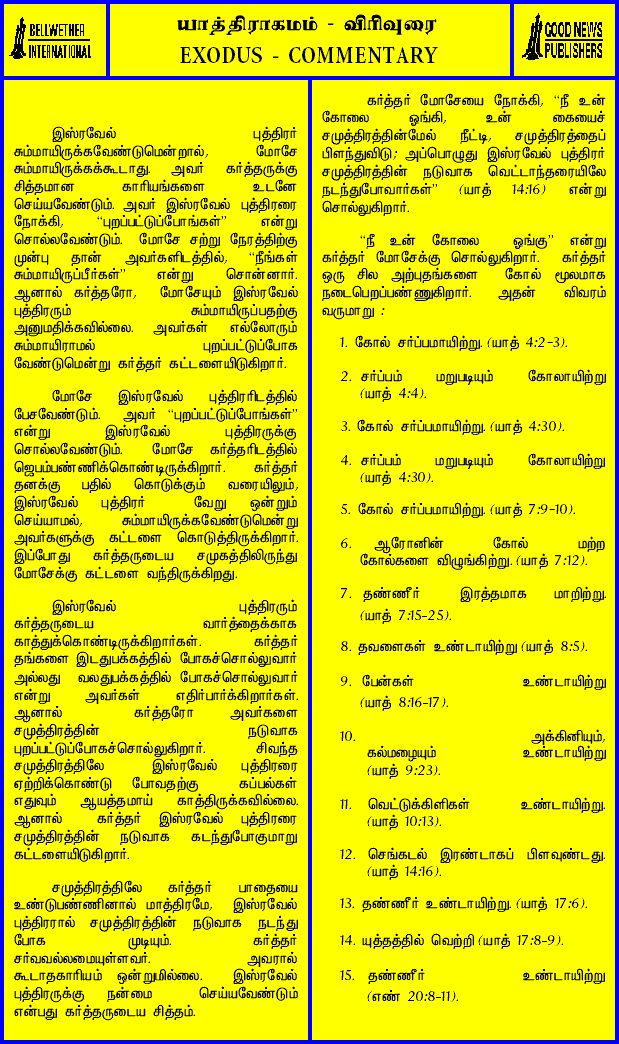 BELLWETHER
INTERNATIONAL
யாத்திராகமம் - விரிவுரை
EXODUS - COMMENTARY
GOOD NEWS
PUBLISHERS
இஸ்ரவேல் புத்திரர்
சும்மாயிருக்கவேண்டுமென்றால், மோசே
சும்மாயிருக்கக்கூடாது. அவர் கர்த்தருக்கு
சித்தமான காரியங்களை உடனே
செய்யவேண்டும். அவர் இஸ்ரவேல் புத்திரரை
நோக்கி, “புறப்பட்டுப்போங்கள்” என்று
சொல்லவேண்டும். மோசே சற்று நேரத்திற்கு
முன்பு தான் அவர்களிடத்தில், “நீங்கள்
சும்மாயிருப்பீர்கள்” என்று சொன்னார்.
ஆனால் கர்த்தரோ, மோசேயும் இஸ்ரவேல்
புத்திரரும் சும்மாயிருப்பதற்கு
அனுமதிக்கவில்லை. அவர்கள் எல்லோரும்
சும்மாயிராமல் புறப்பட்டுப்போக
வேண்டுமென்று கர்த்தர் கட்டளையிடுகிறார்.
மோசே இஸ்ரவேல் புத்திரரிடத்தில்
பேசவேண்டும். அவர் “புறப்பட்டுப்போங்கள்”
என்று இஸ்ரவேல் புத்திரருக்கு
சொல்லவேண்டும். மோசே கர்த்தரிடத்தில்
ஜெபம்பண்ணிக்கொண்டிருக்கிறார். கர்த்தர்
தனக்கு பதில் கொடுக்கும் வரையிலும்,
இஸ்ரவேல் புத்திரர் வேறு ஒன்றும்
செய்யாமல், சும்மாயிருக்கவேண்டுமென்று
அவர்களுக்கு கட்டளை கொடுத்திருக்கிறார்.
இப்போது கர்த்தருடைய சமுகத்திலிருந்து
மோசேக்கு கட்டளை வந்திருக்கிறது.
இஸ்ரவேல் புத்திரரும்
கர்த்தருடைய வார்த்தைக்காக
காத்துக்கொண்டிருக்கிறார்கள். கர்த்தர்
தங்களை இடதுபக்கத்தில் போகச்சொல்லுவார்
அல்லது வலதுபக்கத்தில் போகச்சொல்லுவார்
என்று அவர்கள் எதிர்பார்க்கிறார்கள்.
ஆனால் கர்த்தரோ அவர்களை
சமுத்திரத்தின் நடுவாக
புறப்பட்டுப்போகச்சொல்லுகிறார். சிவந்த
சமுத்திரத்திலே இஸ்ரவேல் புத்திரரை
ஏற்றிக்கொண்டு போவதற்கு கப்பல்கள்
எதுவும் ஆயத்தமாய் காத்திருக்கவில்லை.
ஆனால் கர்த்தர் இஸ்ரவேல் புத்திரரை
சமுத்திரத்தின் நடுவாக கடந்துபோகுமாறு
கட்டளையிடுகிறார்.
சமுத்திரத்திலே கர்த்தர் பாதையை
உண்டுபண்ணினால் மாத்திரமே, இஸ்ரவேல்
புத்திரரால் சமுத்திரத்தின் நடுவாக நடந்து
போக முடியும். கர்த்தர்
சர்வவல்லமையுள்ளவர். அவரால்
கூடாதகாரியம் ஒன்றுமில்லை. இஸ்ரவேல்
புத்திரருக்கு நன்மை செய்யவேண்டும்
என்பது கர்த்தருடைய சித்தம்.
கர்த்தர் மோசேயை நோக்கி, “நீ உன்
கோலை ஓங்கி, உன் கையைச்
சமுத்திரத்தின்மேல் நீட்டி, சமுத்திரத்தைப்
பிளந்துவிடு; அப்பொழுது இஸ்ரவேல் புத்திரர்
சமுத்திரத்தின் நடுவாக வெட்டாந்தரையிலே
நடந்துபோவார்கள்” (யாத் 14:16) என்று
சொல்லுகிறார்.
“நீ உன் கோலை ஓங்கு” என்று
கர்த்தர் மோசேக்கு சொல்லுகிறார். கர்த்தர்
ஒரு சில அற்புதங்களை கோல் மூலமாக
நடைபெறப்பண்ணுகிறார். அதன் விவரம்
வருமாறு :
1. கோல் சர்ப்பமாயிற்று. (யாத் 4:2-3).
2. சர்ப்பம் மறுபடியும் கோலாயிற்று
(யாத் 4:4).
3. கோல் சர்ப்பமாயிற்று. (யாத் 4:30).
4. சர்ப்பம் மறுபடியும் கோலாயிற்று
(யாத் 4:30).
5. கோல் சர்ப்பமாயிற்று. (யாத் 7:9-10).
6. ஆரோனின் கோல் மற்ற
கோல்களை விழுங்கிற்று. (யாத் 7:12).
7. தண்ணீர் இரத்தமாக மாறிற்று.
(யாத் 7:15-25).
8. தவளைகள் உண்டாயிற்று (யாத் 8:5).
9. பேன்கள் உண்டாயிற்று
(யாத் 8:16-17).
10. அக்கினியும்,
கல்மழையும் உண்டாயிற்று
(யாத் 9:23).
11. வெட்டுக்கிளிகள் உண்டாயிற்று.
(யாத் 10:13).
12. செங்கடல் இரண்டாகப் பிளவுண்டது.
(யாத் 14:16).
13. தண்ணீர் உண்டாயிற்று. (யாத் 17:6).
14. யுத்தத்தில் வெற்றி (யாத் 17:8-9).
15. தண்ணீர் உண்டாயிற்று
(எண் 20:8-11).